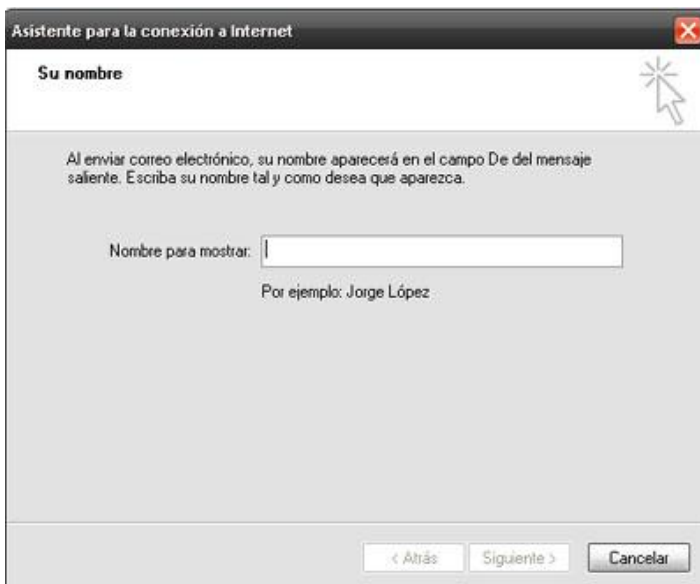 Asistente para la conexión a Internet
Su nombre
Al enviar correo electrónico, su nombre aparecerá en el campo De del mensaje
saliente. Escriba su nombre tal y como desea que aparezca.
Nombre para mostrar:
Por ejemplo: Jorge López
< Atrás Siguiente > Cancelar